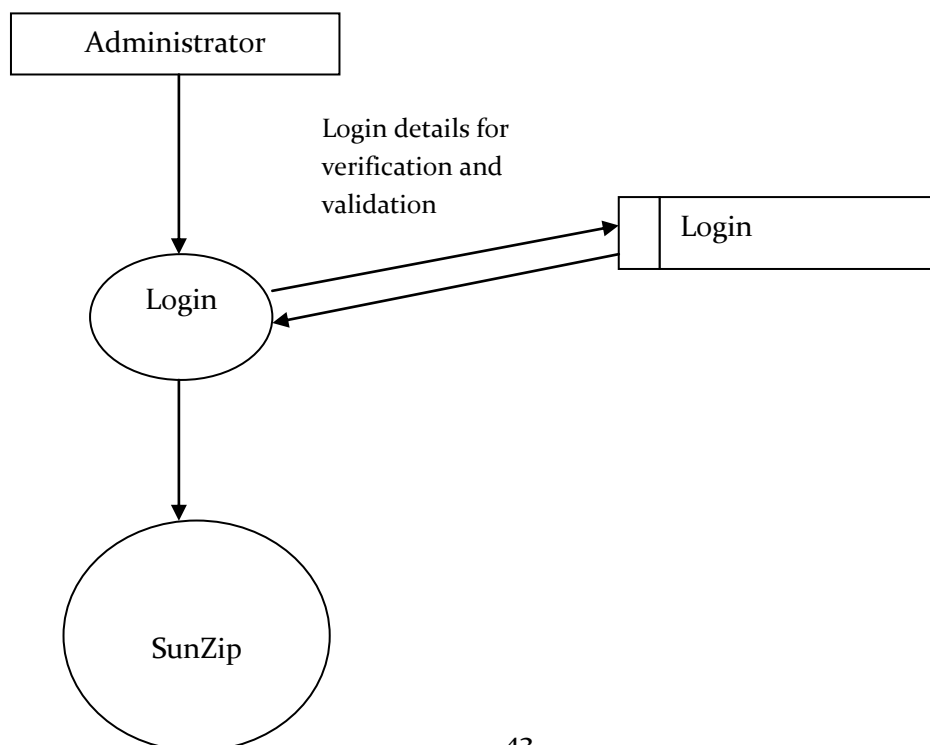 Administrator
Login details for
verification and
validation
Login
Login
SunZip